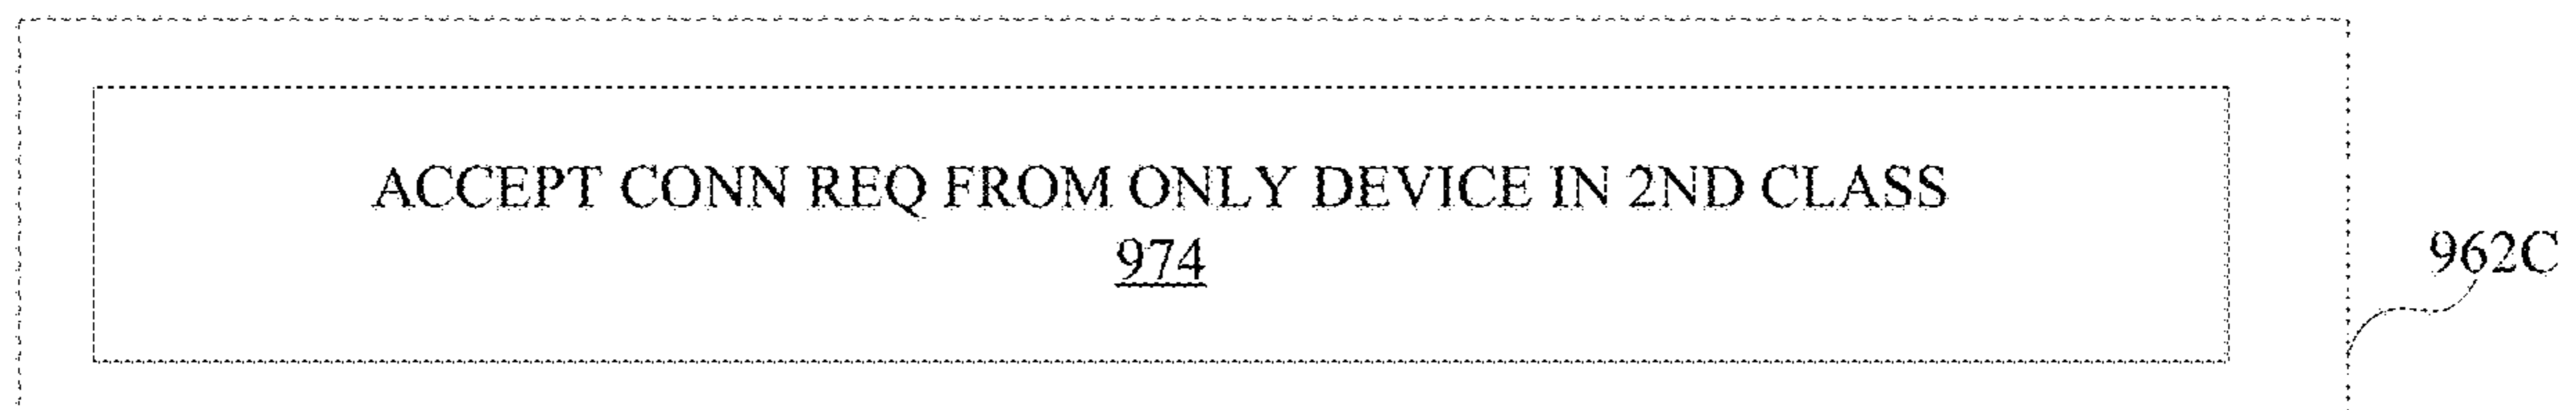 ACCEPT CONN REQ FROM ONLY DEVICE IN 2ND CLASS
974
962C